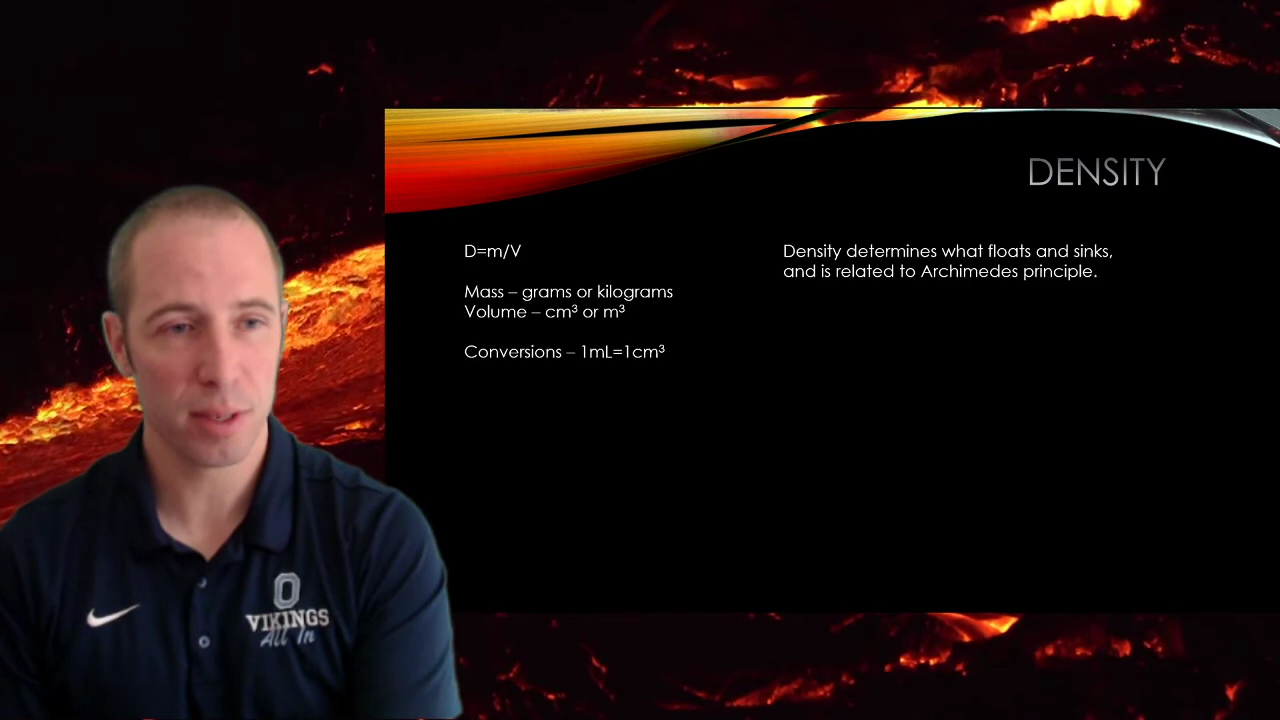 DENSITY
D=m/V
Mass – grams or kilograms
Volume – cm³ or m³
Conversions – 1mL=1cm³
Density determines what floats and sinks,
and is related to Archimedes principle.
O
VIKINGS
All In